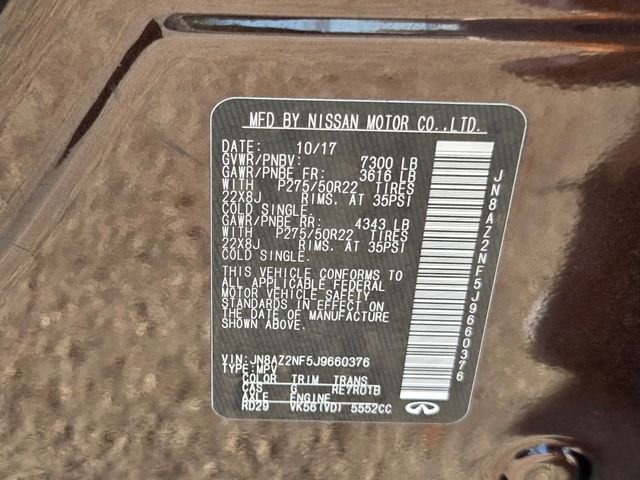 MFD BY NISSAN MOTOR CO.,LTD.
DATE: 10/17
GVWR/PNBV: 7300 LB
GAWR/PNBE FR: 3616 LB
WITH P275/50R22 TIRES
22X8J RIMS. AT 35PSI
COLD SINGLE.
GAWR/PNBE RR: 4343 LB
WITH P275/50R22 TIRES
22X8J RIMS. AT 35PSI
COLD SINGLE.
THIS VEHICLE CONFORMS TO
ALL APPLICABLE FEDERAL
MOTOR VEHICLE SAFETY
STANDARDS IN EFFECT ON
THE DATE OF MANUFACTURE
SHOWN ABOVE.
VIN:JN8AZ2NF5J9660376
TYPE:MPV
COLOR TRIM TRANS
CAS G RE7R01B
AXLE ENGINE
RD29 VK56(VD) 5552CC
JN8AZ2NF5J9660376